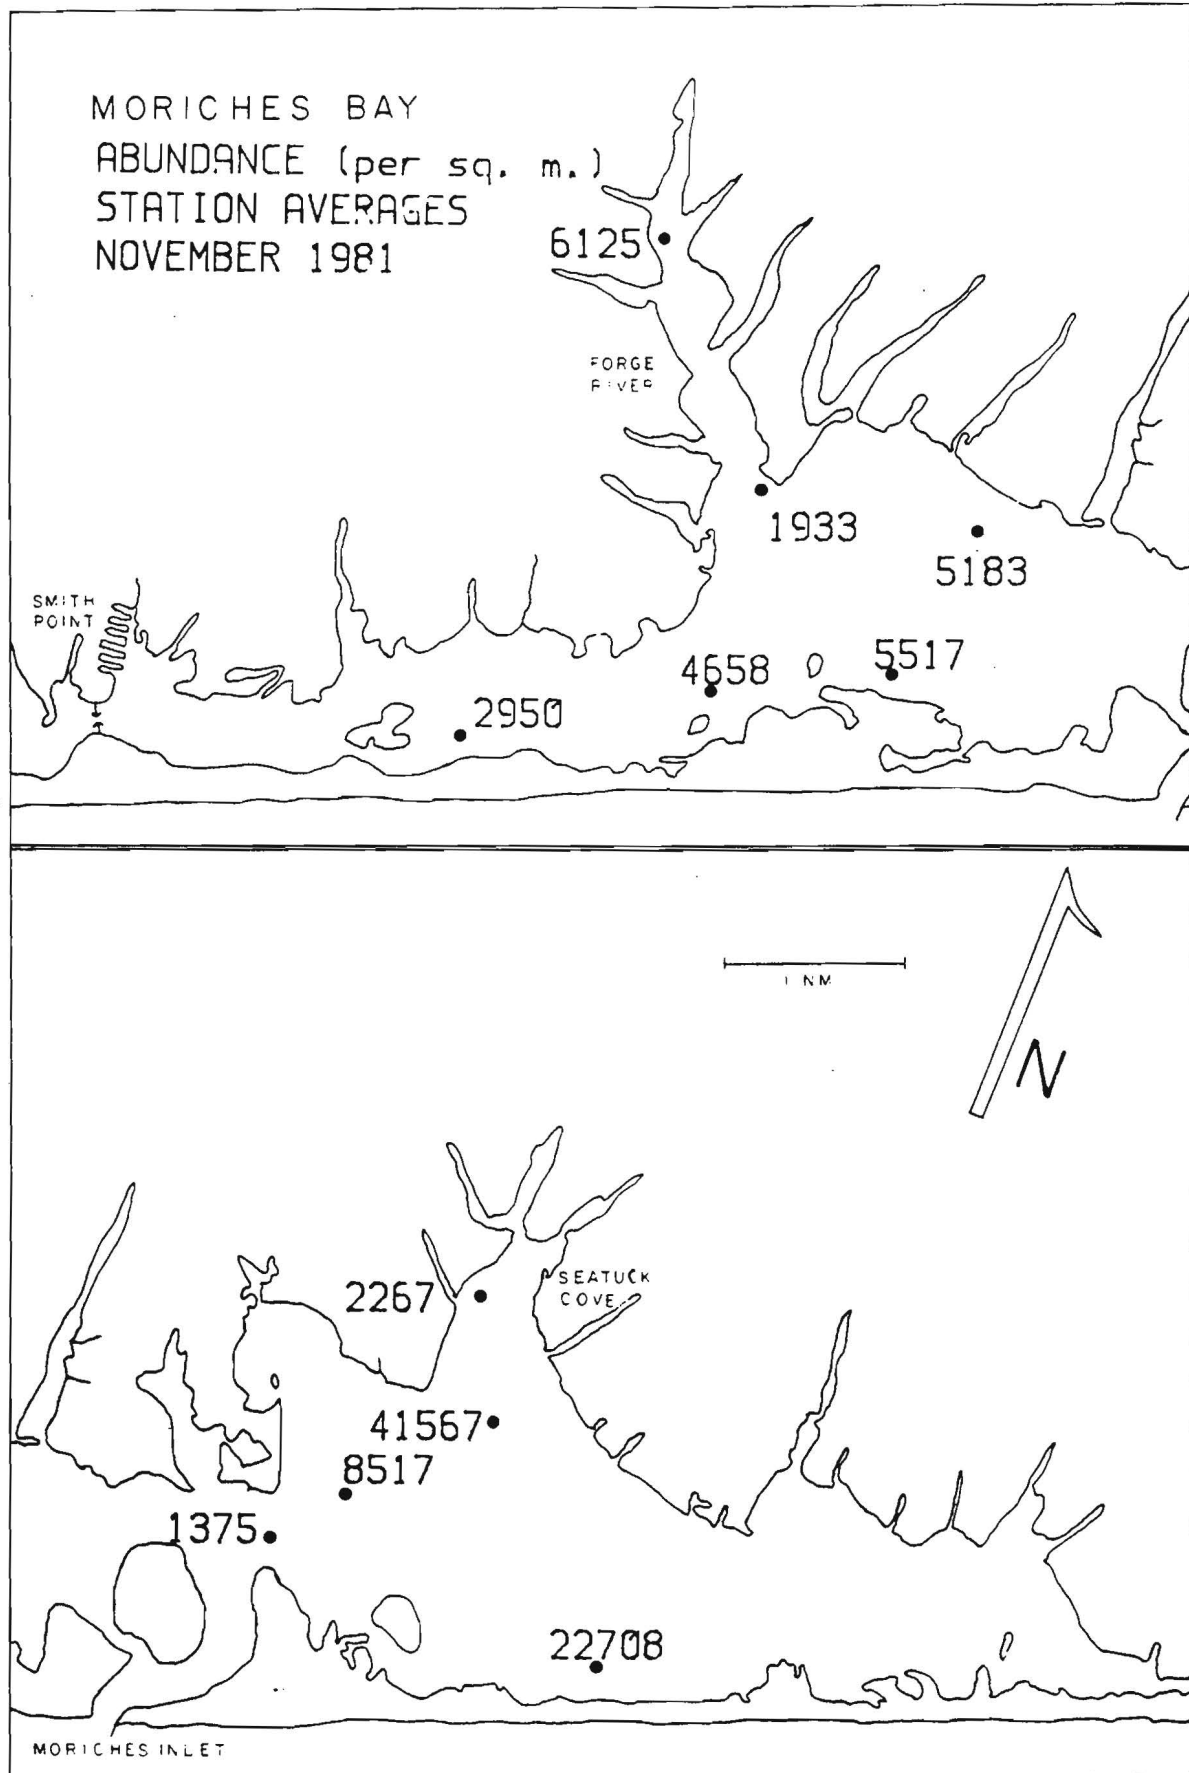 MORICHES BAY
ABUNDANCE (per sq. m.)
STATION AVERAGES
NOVEMBER 1981
6125
FORGE
RIVER
1933
5183
SMITH
POINT
4658
5517
2950
1 NM
N
2267
SEATUCK
COVE
41567
8517
1375
22708
MORICHES INLET